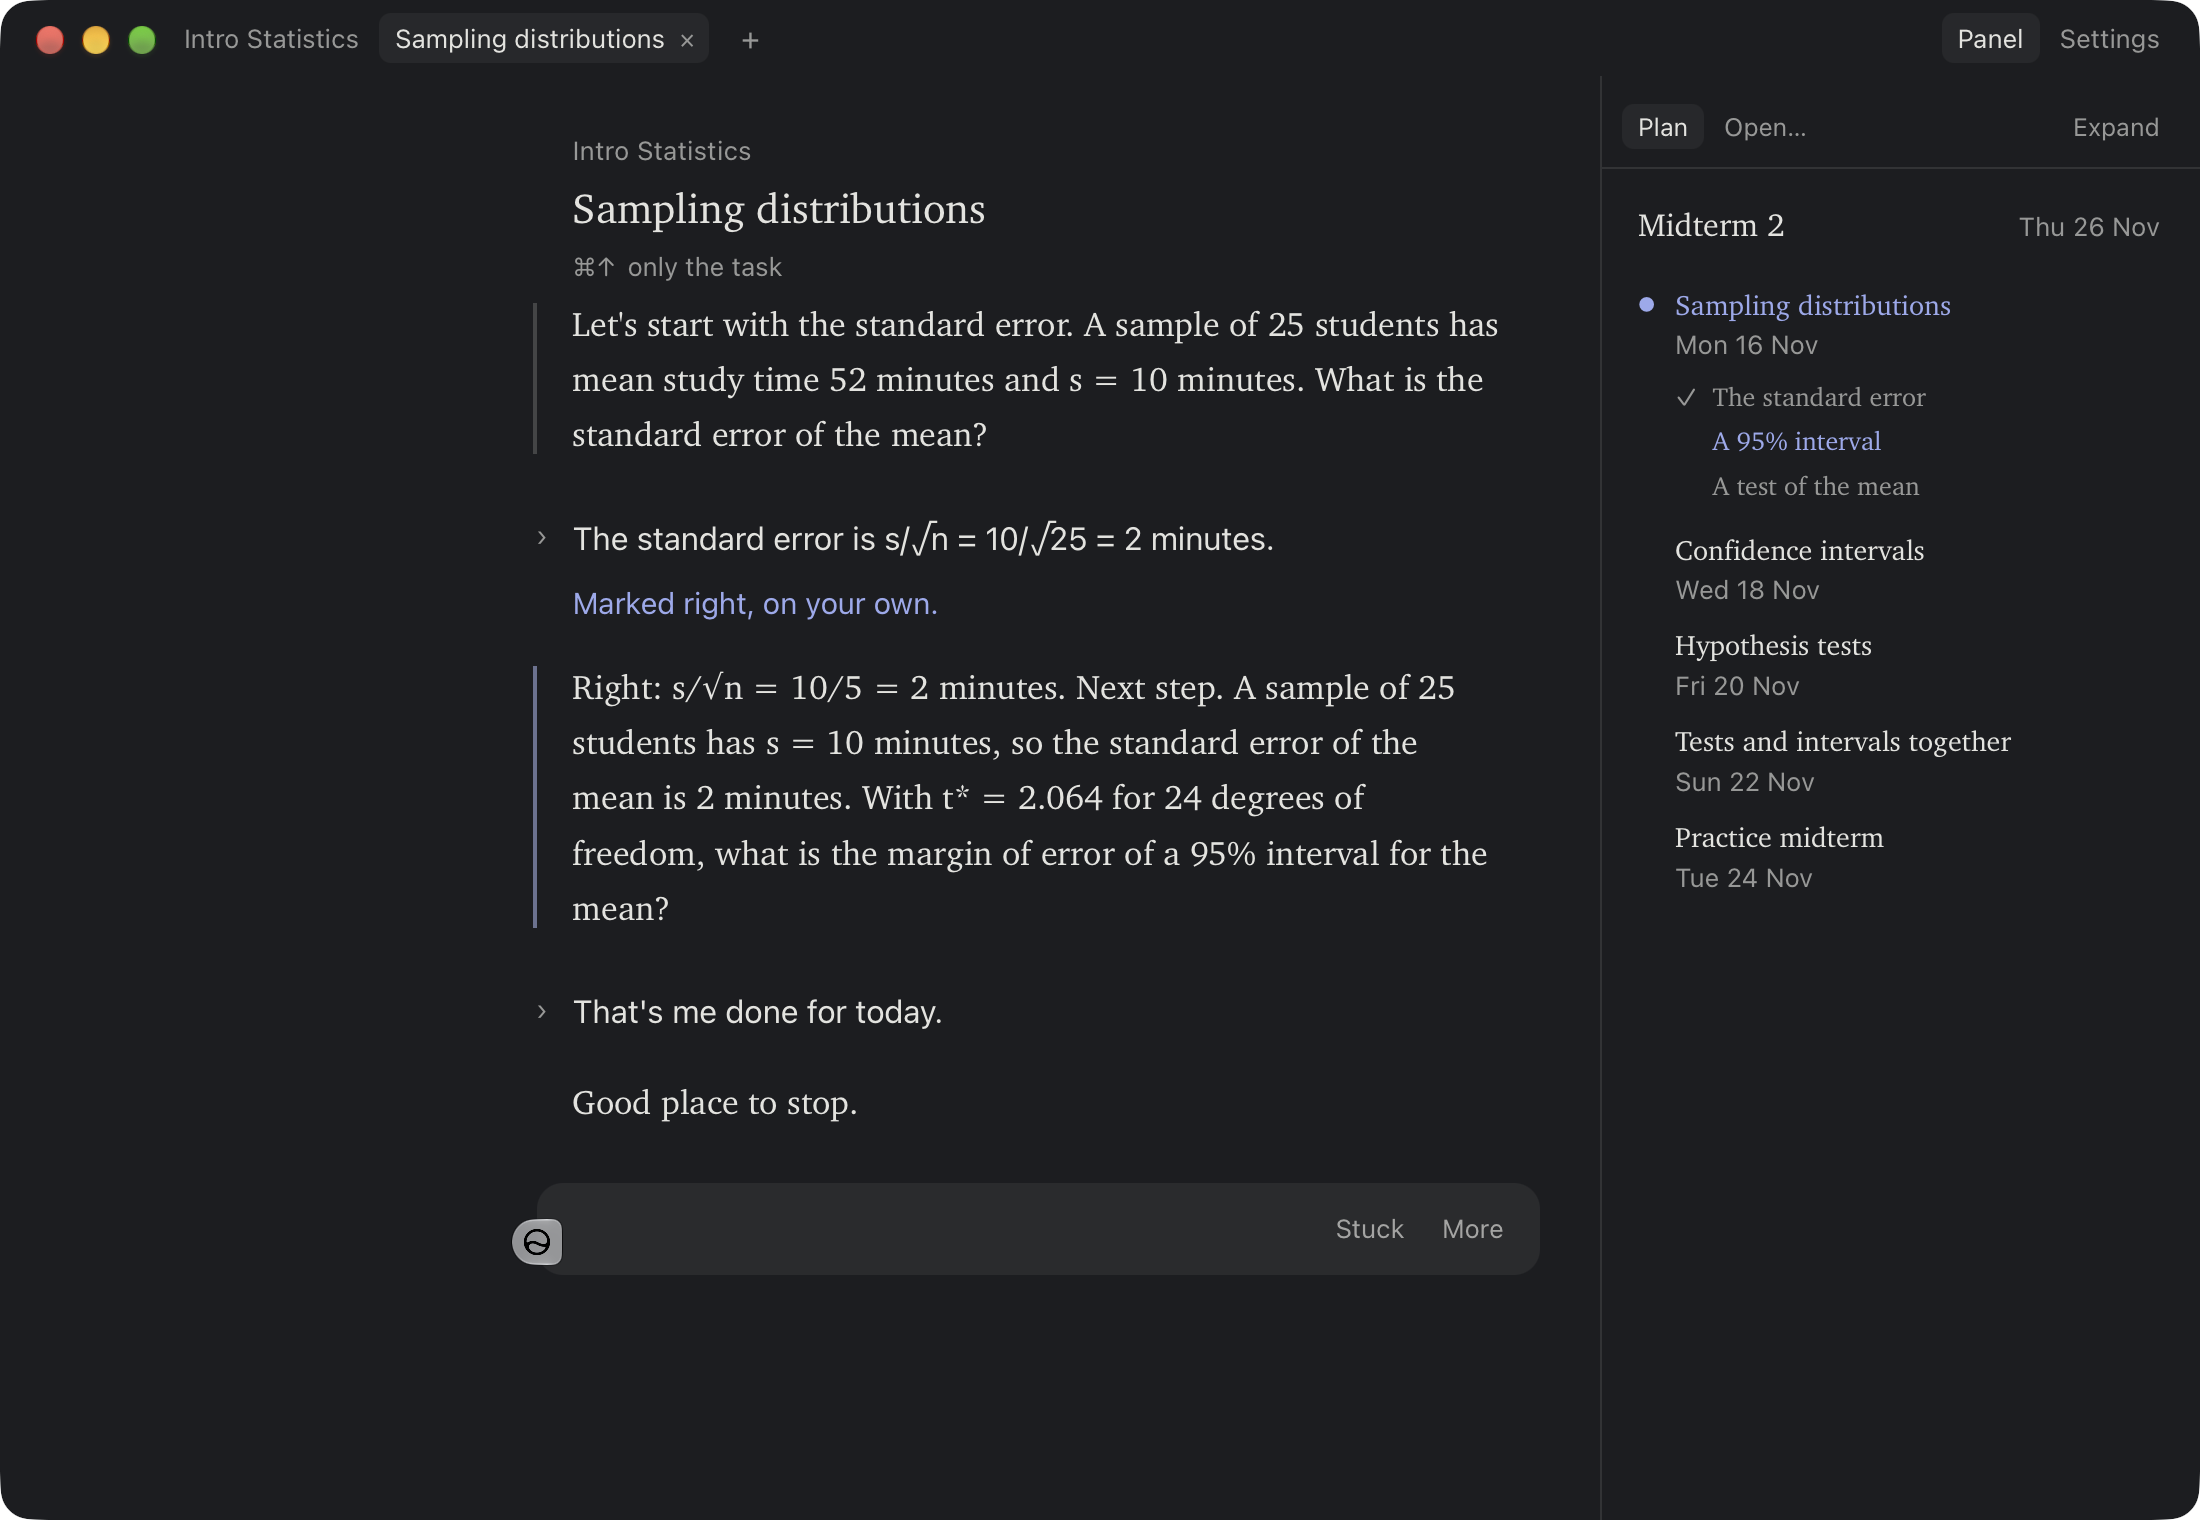 Intro Statistics
Sampling distributions ×
+
Panel
Settings
Plan
Open...
Expand
Intro Statistics
Sampling distributions
⌘↑ only the task
Let's start with the standard error. A sample of 25 students has
mean study time 52 minutes and s = 10 minutes. What is the
standard error of the mean?
› The standard error is s/√n = 10/√25 = 2 minutes.
Marked right, on your own.
Right: s/√n = 10/5 = 2 minutes. Next step. A sample of 25
students has s = 10 minutes, so the standard error of the
mean is 2 minutes. With t* = 2.064 for 24 degrees of
freedom, what is the margin of error of a 95% interval for the
mean?
› That's me done for today.
Good place to stop.
Stuck
More
Midterm 2
Thu 26 Nov
Sampling distributions
Mon 16 Nov
✓ The standard error
A 95% interval
A test of the mean
Confidence intervals
Wed 18 Nov
Hypothesis tests
Fri 20 Nov
Tests and intervals together
Sun 22 Nov
Practice midterm
Tue 24 Nov